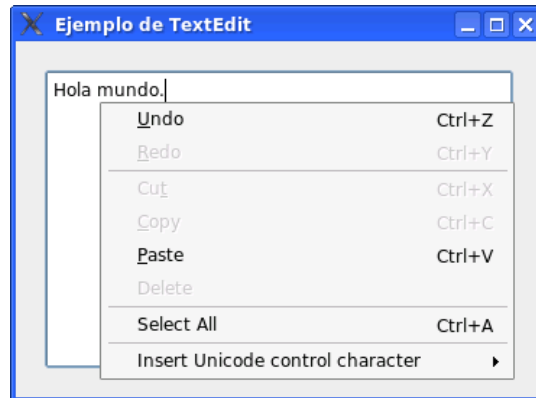 Ejemplo de TextEdit
Hola mundo.
Undo Ctrl+Z
Redo Ctrl+Y
Cut Ctrl+X
Copy Ctrl+C
Paste Ctrl+V
Delete
Select All Ctrl+A
Insert Unicode control character